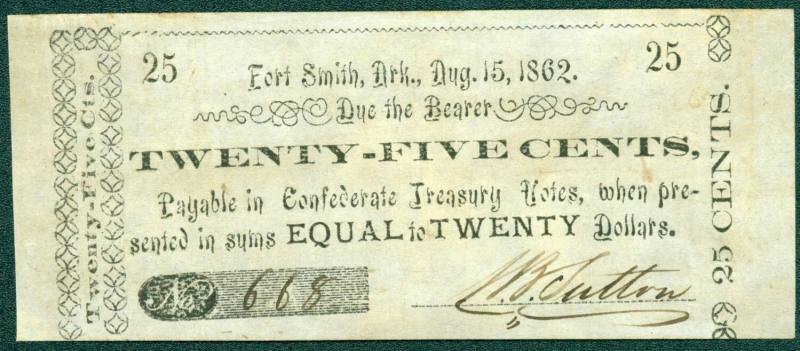 Twenty-Five Cts.
25 25
Fort Smith, Ark., Aug. 15, 1862.
Due the Bearer
TWENTY-FIVE CENTS,
Payable in Confederate Treasury Notes, when pre-
sented in sums EQUAL to TWENTY Dollars.
668
25 CENTS.